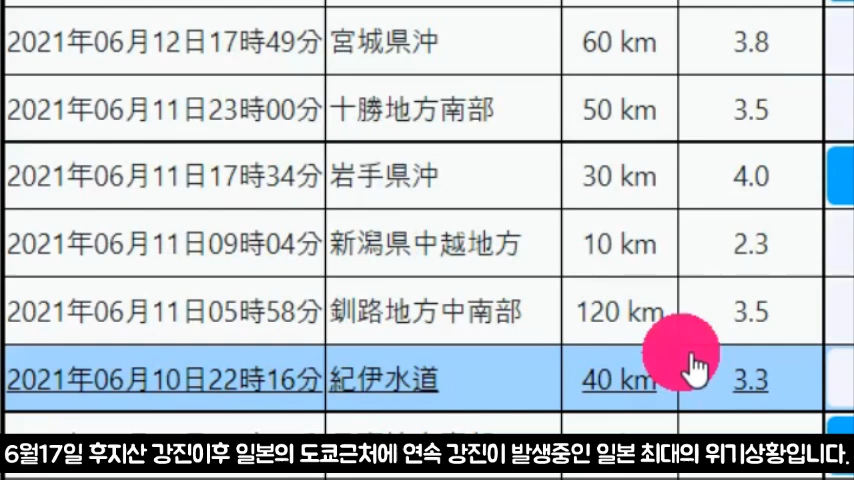 2021年06月12日17時49分 宮城県沖 60 km 3.8
2021年06月11日23時00分 十勝地方南部 50 km 3.5
2021年06月11日17時34分 岩手県沖 30 km 4.0
2021年06月11日09時04分 新潟県中越地方 10 km 2.3
2021年06月11日05時58分 釧路地方中南部 120 km 3.5
2021年06月10日22時16分 紀伊水道 40 km 3.3
6월17일 후지산 강진이후 일본의 도쿄근처에 연속 강진이 발생중인 일본 최대의 위기상황입니다.